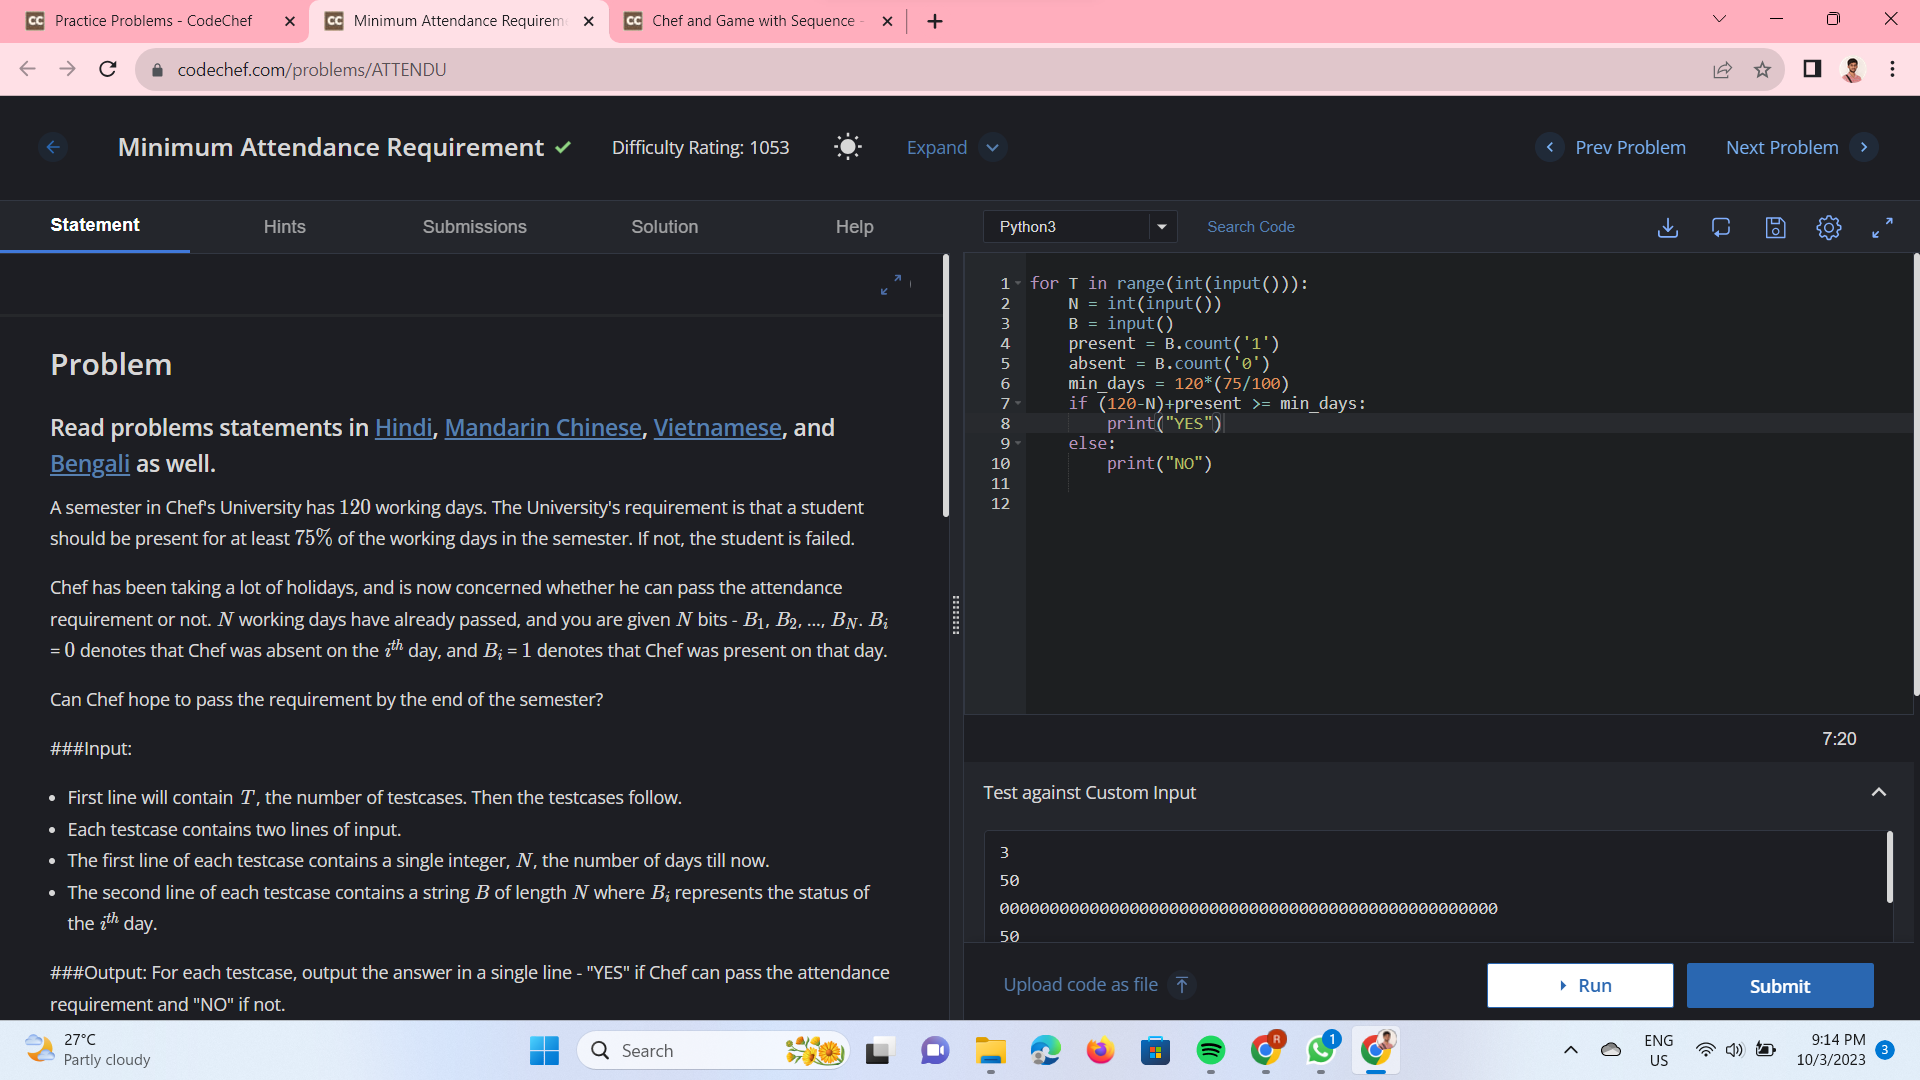 Practice Problems - CodeChef
Minimum Attendance Requirem
Chef and Game with Sequence -
codechef.com/problems/ATTENDU
Minimum Attendance Requirement
Difficulty Rating: 1053
Expand
Prev Problem
Next Problem
Statement
Hints
Submissions
Solution
Help
Python3
Search Code
Problem
Read problems statements in Hindi, Mandarin Chinese, Vietnamese, and
Bengali as well.
A semester in Chef's University has 120 working days. The University's requirement is that a student
should be present for at least 75% of the working days in the semester. If not, the student is failed.
Chef has been taking a lot of holidays, and is now concerned whether he can pass the attendance
requirement or not. N working days have already passed, and you are given N bits - B1, B2, ..., BN. Bi
= 0 denotes that Chef was absent on the ith day, and Bi = 1 denotes that Chef was present on that day.
Can Chef hope to pass the requirement by the end of the semester?
###Input:
• First line will contain T, the number of testcases. Then the testcases follow.
• Each testcase contains two lines of input.
• The first line of each testcase contains a single integer, N, the number of days till now.
• The second line of each testcase contains a string B of length N where Bi represents the status of
the ith day.
###Output: For each testcase, output the answer in a single line - "YES" if Chef can pass the attendance
requirement and "NO" if not.
1 for T in range(int(input())):
2     N = int(input())
3     B = input()
4     present = B.count('1')
5     absent = B.count('0')
6     min_days = 120*(75/100)
7     if (120-N)+present >= min_days:
8         print("YES")
9     else:
10         print("NO")
11
12
7:20
Test against Custom Input
3
50
00000000000000000000000000000000000000000000000000
50
Upload code as file
Run
Submit
27°C
Partly cloudy
Search
R
1
ENG
US
9:14 PM
10/3/2023
3